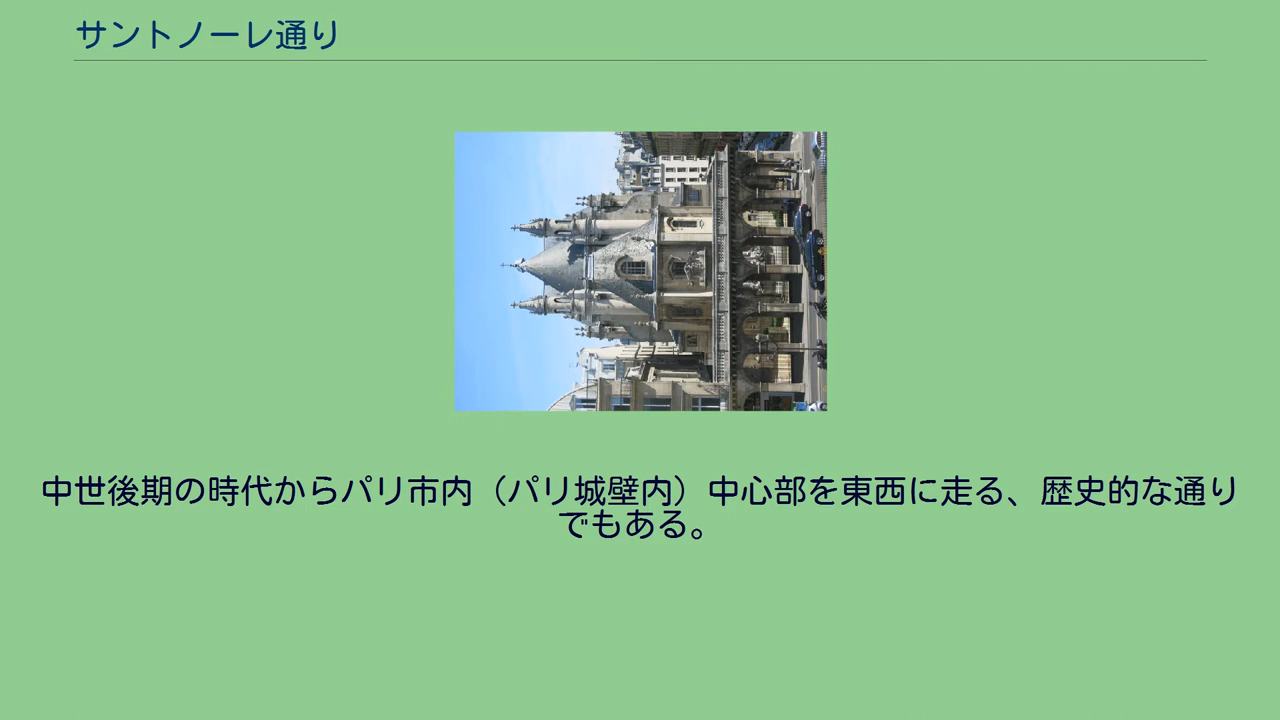 サントノーレ通り
中世後期の時代からパリ市内（パリ城壁内）中心部を東西に走る、歴史的な通り
でもある。